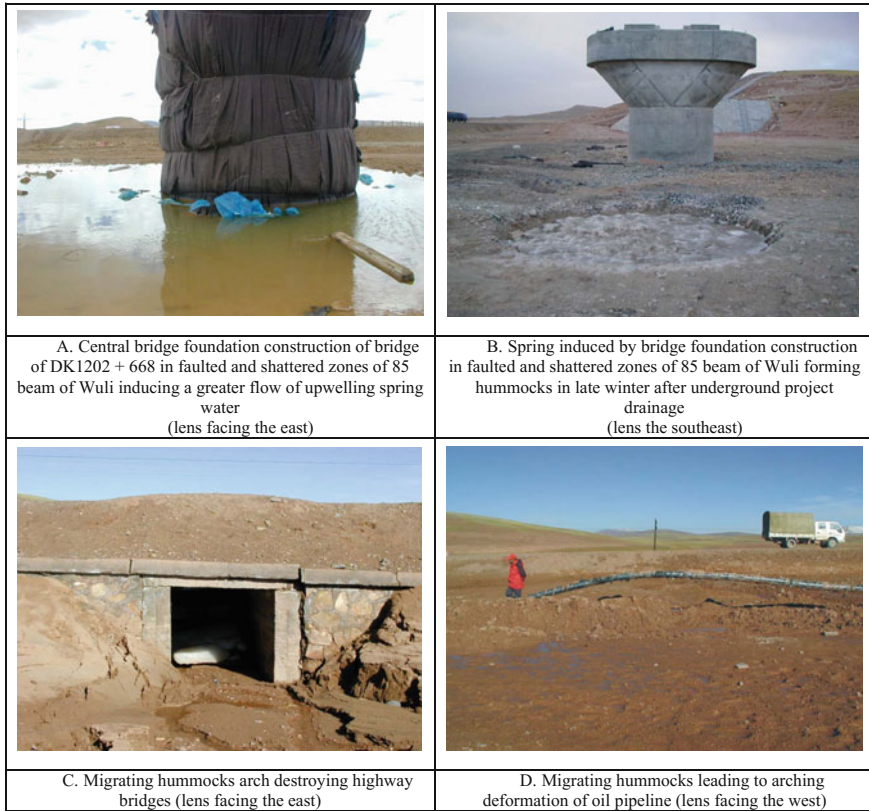 A. Central bridge foundation construction of bridge
of DK1202 + 668 in faulted and shattered zones of 85
beam of Wuli inducing a greater flow of upwelling spring
water
(lens facing the east)
B. Spring induced by bridge foundation construction
in faulted and shattered zones of 85 beam of Wuli forming
hummocks in late winter after underground project
drainage
(lens the southeast)
C. Migrating hummocks arch destroying highway
bridges (lens facing the east)
D. Migrating hummocks leading to arching
deformation of oil pipeline (lens facing the west)